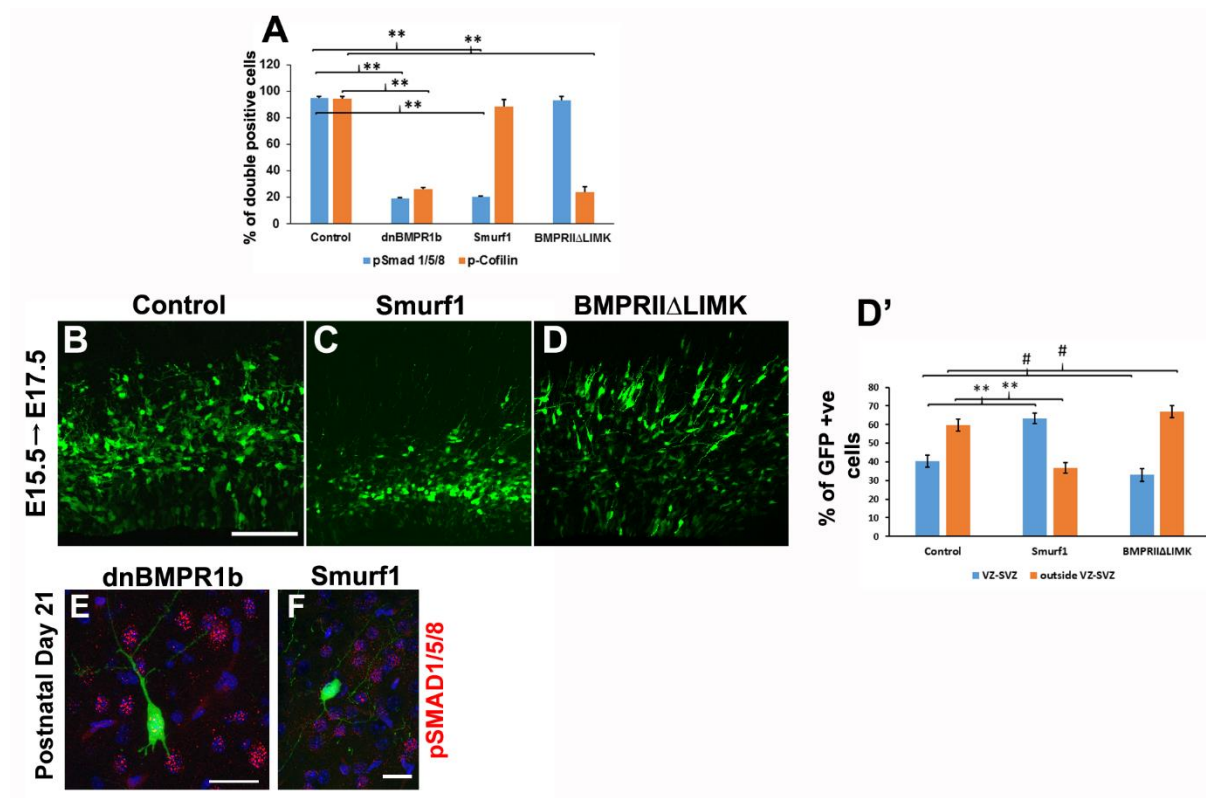 A
** **
**
**
**
% of double positive cells
120
100
80
60
40
20
0
Control dnBMPR1b Smurf1 BMPRIIΔLIMK
pSmad 1/5/8 p-Cofilin
Control Smurf1 BMPRIIΔLIMK
E15.5→ E17.5
B C D
D'
# #
** **
% of GFP +ve
cells
80
70
60
50
40
30
20
10
0
Control Smurf1 BMPRIIΔLIMK
VZ-SVZ outside VZ-SVZ
dnBMPR1b Smurf1
Postnatal Day 21
E F
pSMAD1/5/8